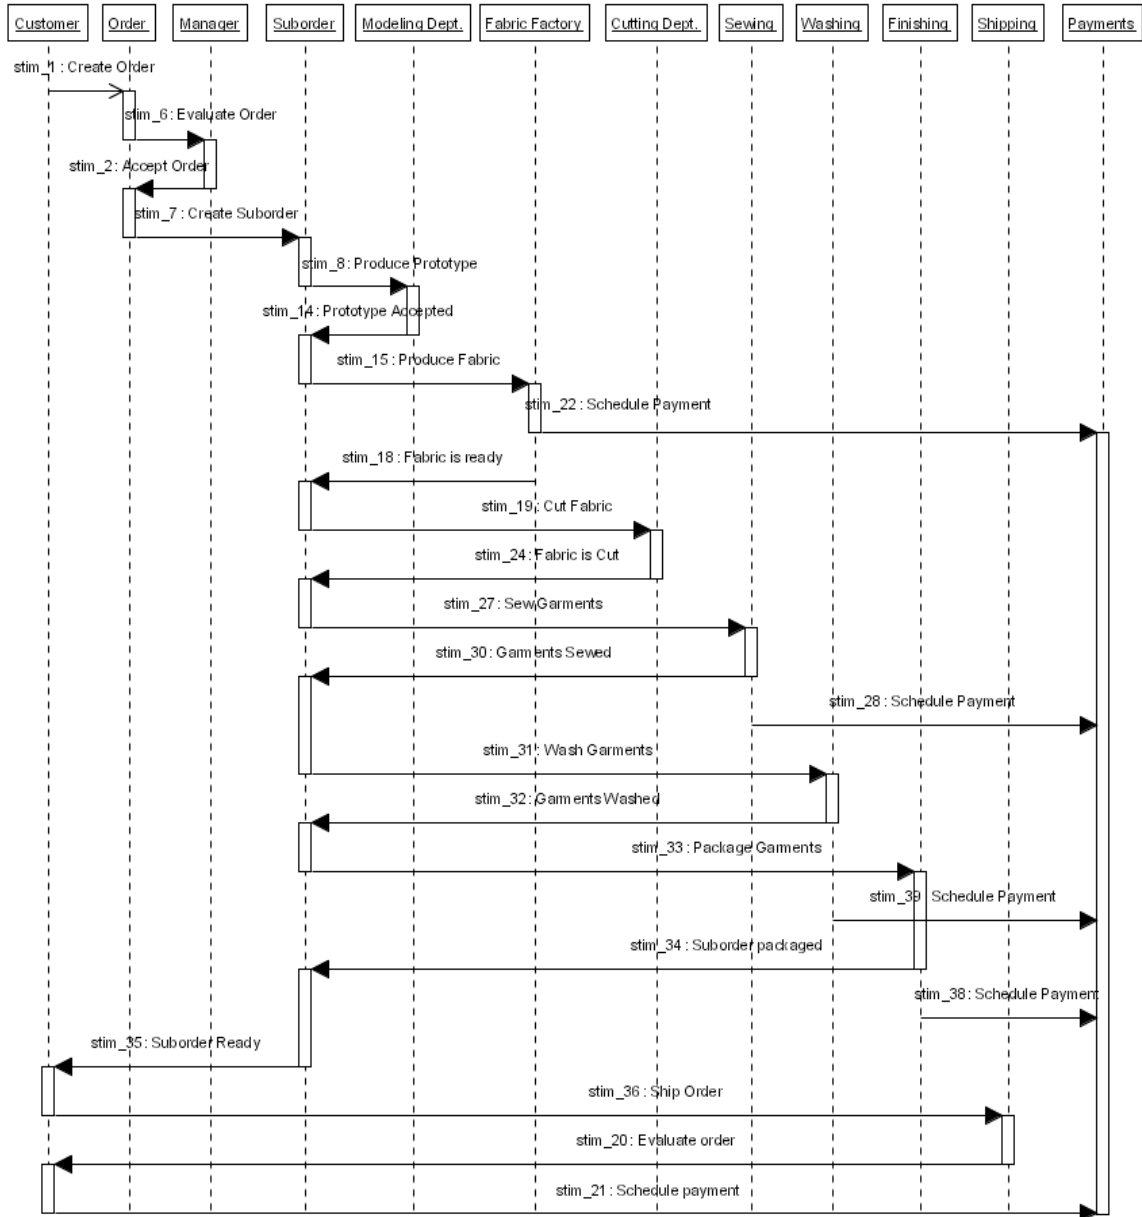 Customer Order Manager Suborder Modeling Dept. Fabric Factory Cutting Dept. Sewing Washing Finishing Shipping Payments
stim_1 : Create Order
stim_6 : Evaluate Order
stim_2 : Accept Order
stim_7 : Create Suborder
stim_8 : Produce Prototype
stim_14 : Prototype Accepted
stim_15 : Produce Fabric
stim_22 : Schedule Payment
stim_18 : Fabric is ready
stim_19 : Cut Fabric
stim_24 : Fabric is Cut
stim_27 : Sew Garments
stim_30 : Garments Sewed
stim_28 : Schedule Payment
stim_31 : Wash Garments
stim_32 : Garments Washed
stim_33 : Package Garments
stim_39 : Schedule Payment
stim_34 : Suborder packaged
stim_38 : Schedule Payment
stim_35 : Suborder Ready
stim_36 : Ship Order
stim_20 : Evaluate order
stim_21 : Schedule payment